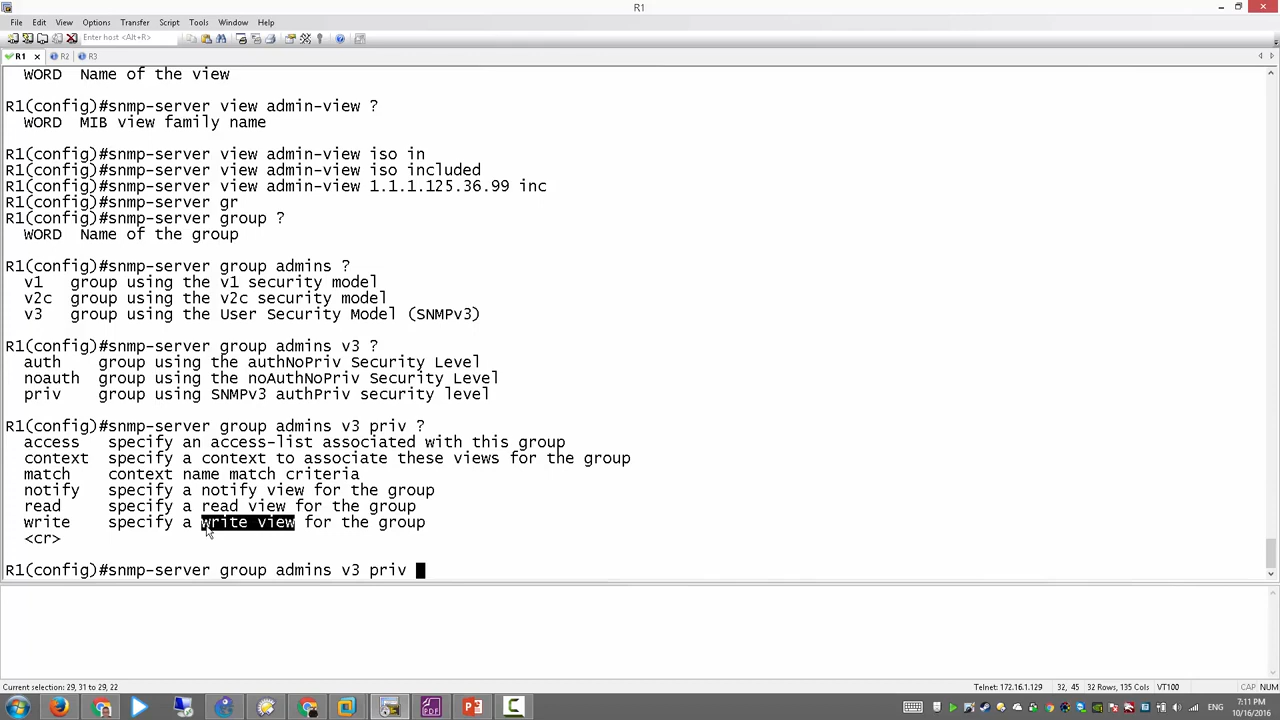 R1
File Edit View Options Transfer Script Tools Window Help
Enter host <Alt+R>
R1 R2 R3
WORD Name of the view
R1(config)#snmp-server view admin-view ?
WORD MIB view family name
R1(config)#snmp-server view admin-view iso in
R1(config)#snmp-server view admin-view iso included
R1(config)#snmp-server view admin-view 1.1.1.125.36.99 inc
R1(config)#snmp-server gr
R1(config)#snmp-server group ?
WORD Name of the group
R1(config)#snmp-server group admins ?
v1 group using the v1 security model
v2c group using the v2c security model
v3 group using the User Security Model (SNMPv3)
R1(config)#snmp-server group admins v3 ?
auth group using the authNoPriv Security Level
noauth group using the noAuthNoPriv Security Level
priv group using SNMPv3 authPriv security level
R1(config)#snmp-server group admins v3 priv ?
access specify an access-list associated with this group
context specify a context to associate these views for the group
match context name match criteria
notify specify a notify view for the group
read specify a read view for the group
write specify a write view for the group
<cr>
R1(config)#snmp-server group admins v3 priv
Current selection: 29, 31 to 29, 22 Telnet: 172.16.1.129 32, 45 32 Rows, 135 Cols VT100 CAP NUM
ENG 7:11 PM
10/16/2016